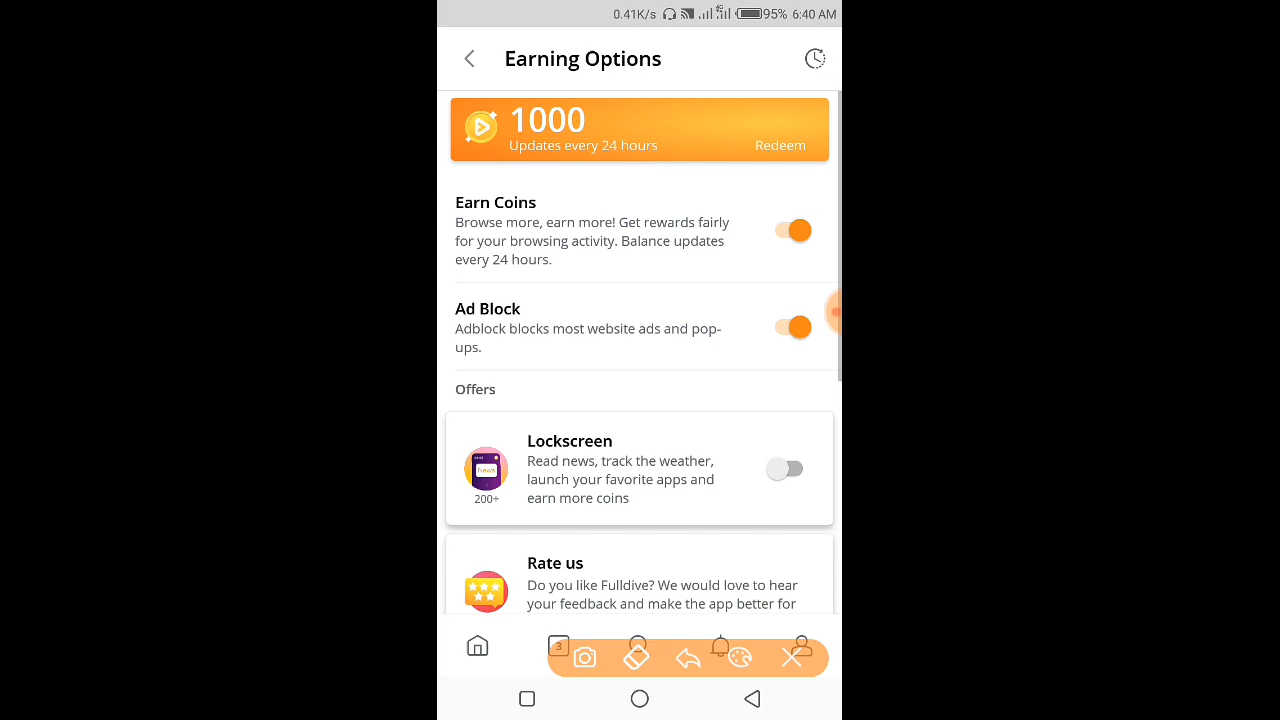 0.41K/s 4G 95% 6:40 AM
Earning Options
1000
Updates every 24 hours Redeem
Earn Coins
Browse more, earn more! Get rewards fairly
for your browsing activity. Balance updates
every 24 hours.
Ad Block
Adblock blocks most website ads and pop-
ups.
Offers
Lockscreen
Read news, track the weather,
launch your favorite apps and
earn more coins
News
200+
Rate us
Do you like Fulldive? We would love to hear
your feedback and make the app better for
3